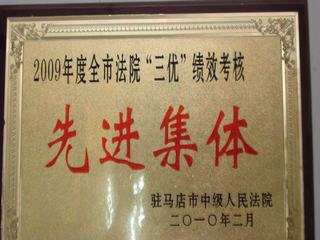 2009年度全市法院“三优”绩效考核
先进集体
驻马店市中级人民法院
二〇一〇年二月